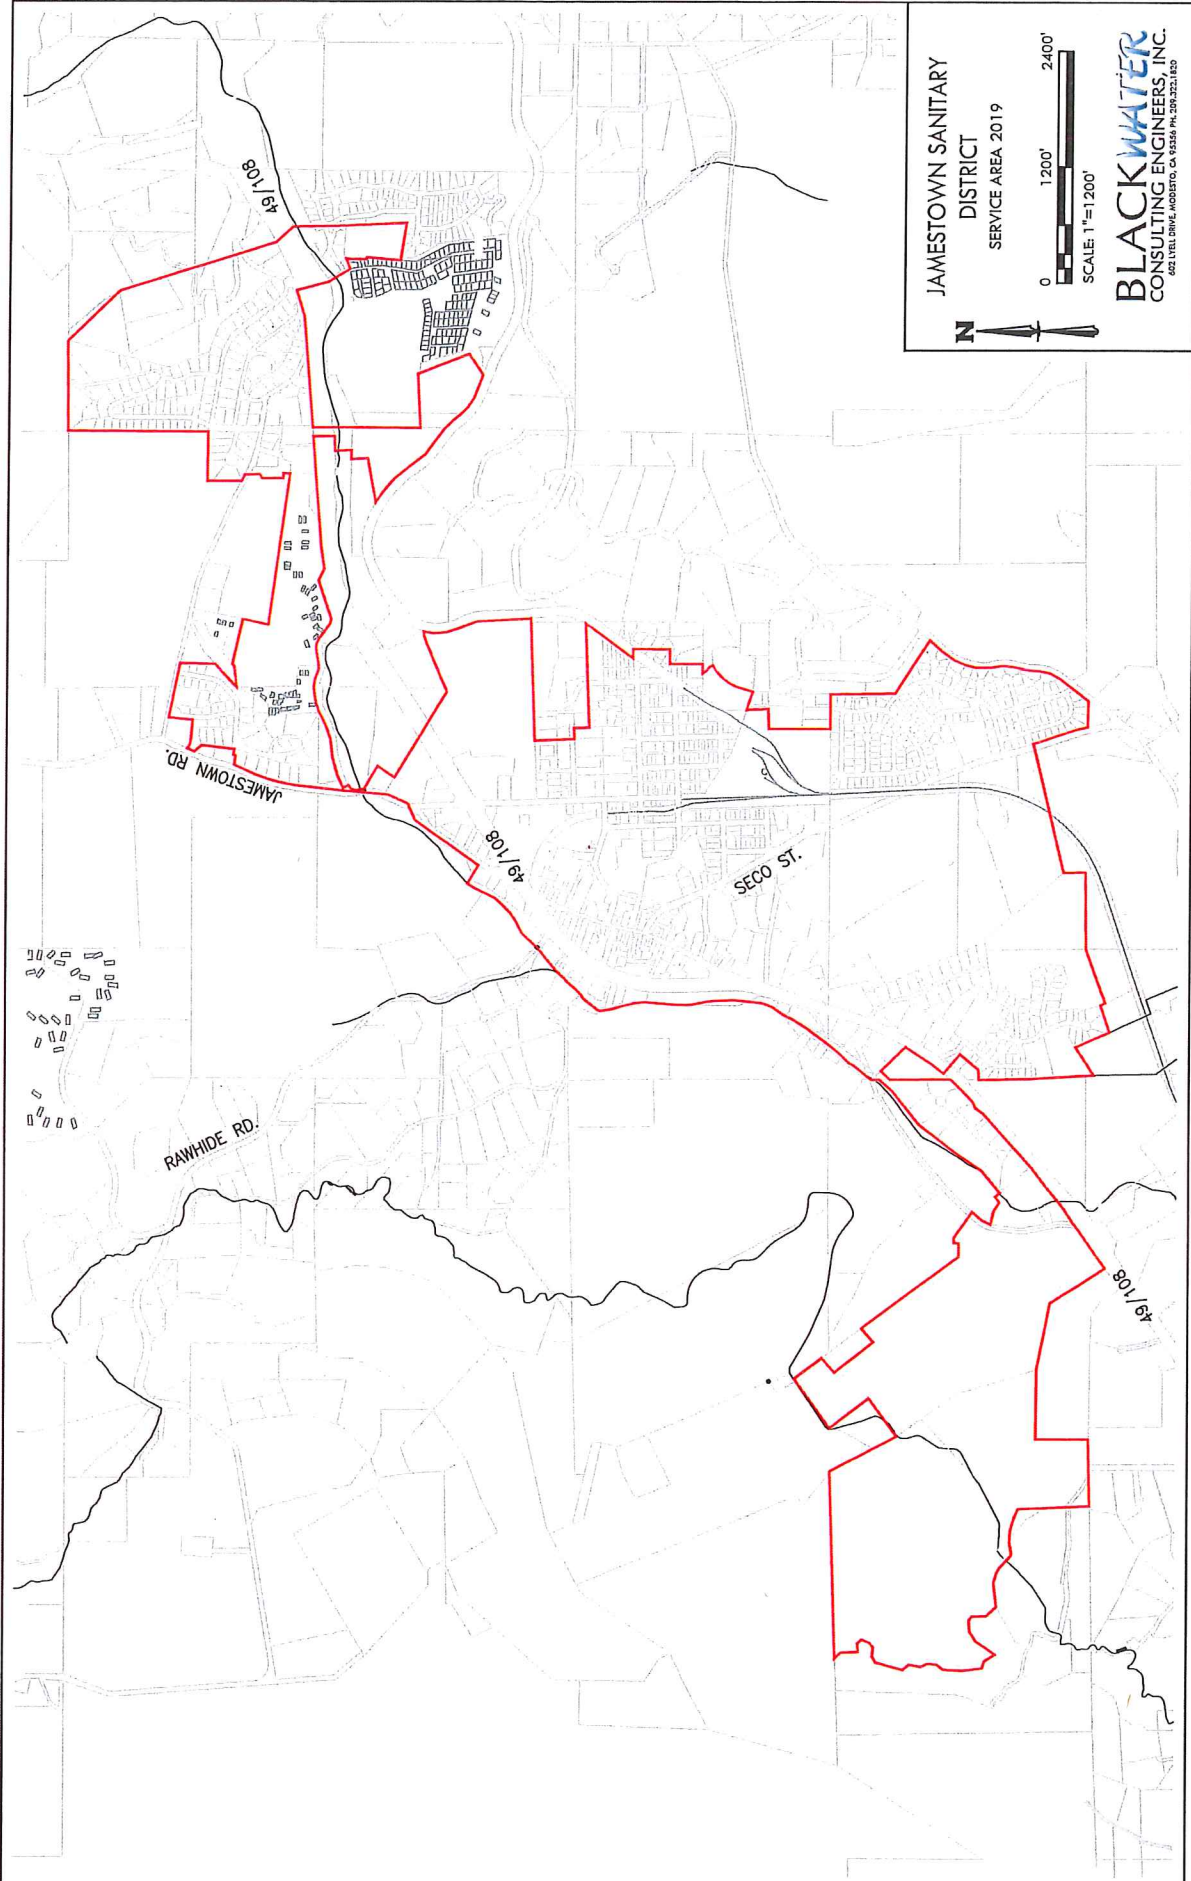 49/108
JAMESTOWN RD.
49/108
SECO ST.
RAWHIDE RD.
49/108
N
JAMESTOWN SANITARY
DISTRICT
SERVICE AREA 2019
0 1200' 2400'
SCALE: 1"=1200'
BLACKWATER
CONSULTING ENGINEERS, INC.
602 LYELL DRIVE, MODESTO, CA 95356 PH. 209.322.1820